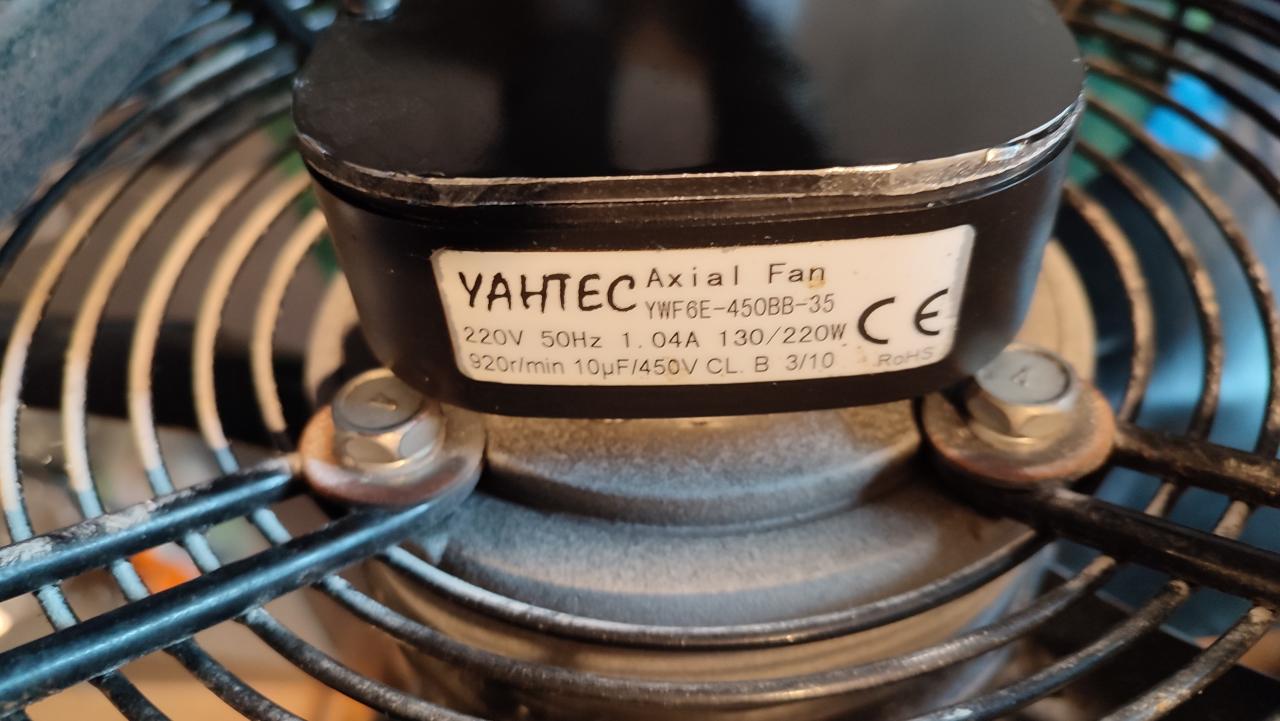 YAHTEC Axial Fan
YWF6E-450BB-35
220V 50Hz 1.04A 130/220W
920r/min 10μF/450V CL. B 3/10
CE
RoHS